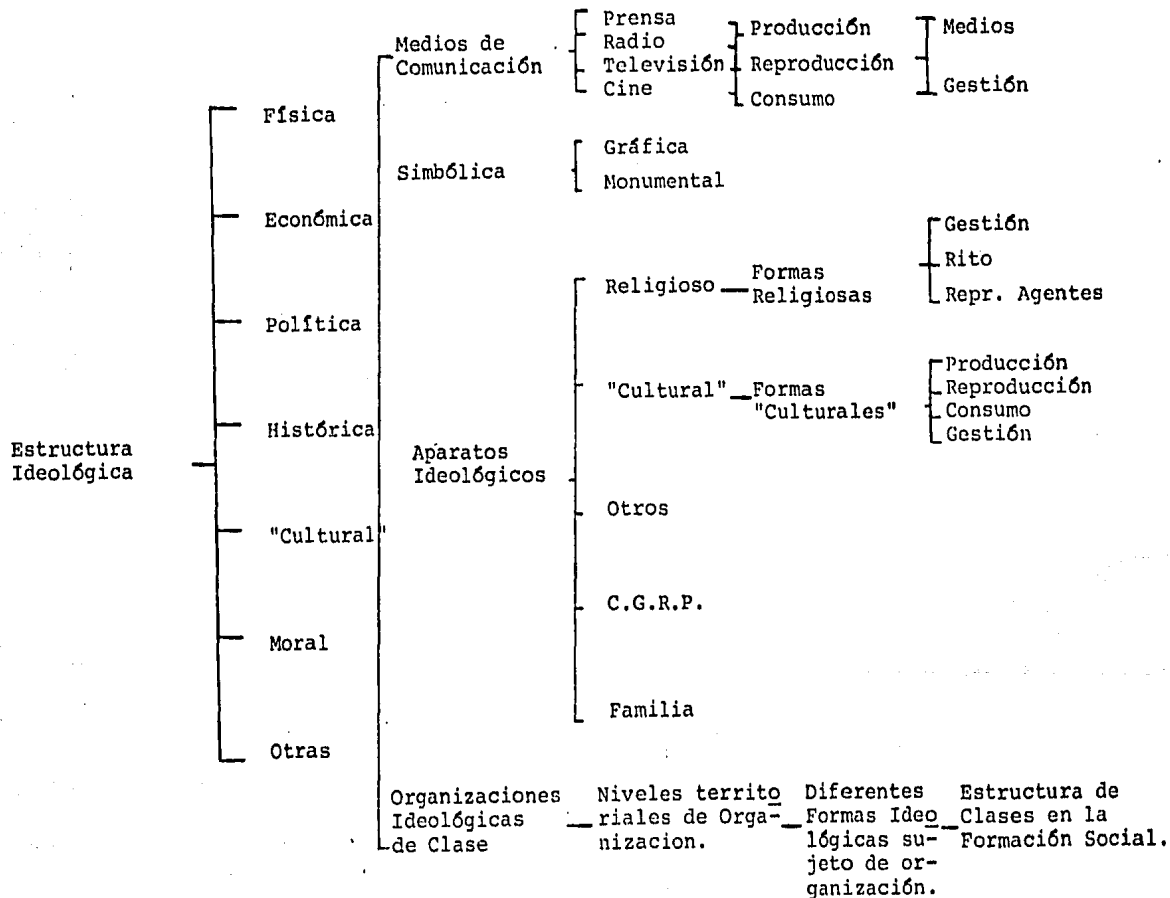 Estructura
Ideológica
Física
Económica
Política
Histórica
"Cultural"
Moral
Otras
Medios de
Comunicación
Prensa
Radio
Televisión
Cine
Producción
Reproducción
Consumo
Medios
Gestión
Simbólica
Gráfica
Monumental
Aparatos
Ideológicos
Religioso
Formas
Religiosas
Gestión
Rito
Repr. Agentes
"Cultural"
Formas
"Culturales"
Producción
Reproducción
Consumo
Gestión
Otros
C.G.R.P.
Familia
Organizaciones
Ideológicas
de Clase
Niveles territo
riales de Orga-
nizacion.
Diferentes
Formas Ideo
lógicas su-
jeto de or-
ganización.
Estructura de
Clases en la
Formación Social.